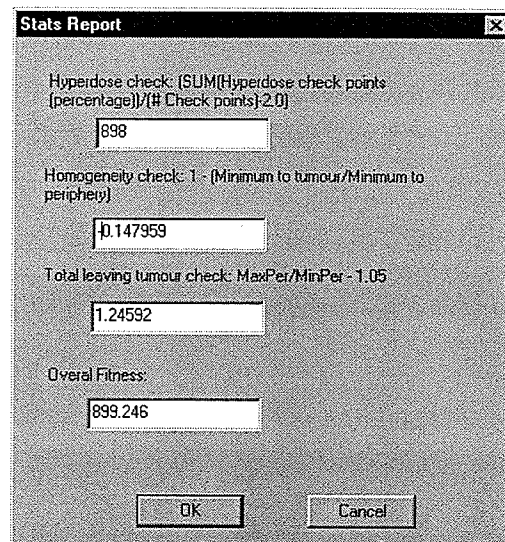 Stats Report
Hyperdose check: (SUM(Hyperdose check points
(percentage))/(# Check points)-2.0)
898
Homogeneity check: 1 - (Minimum to tumour/Minimum to
periphery)
-0.147959
Total leaving tumour check: MaxPer/MinPer - 1.05
1.24592
Overal Fitness:
899.246
OK
Cancel